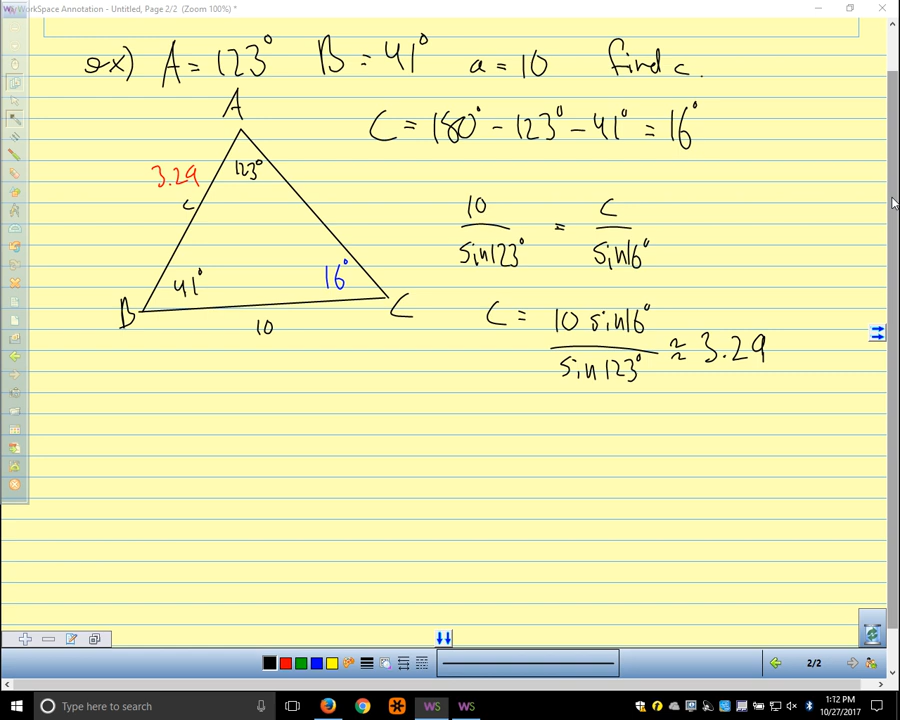 WorkSpace Annotation - Untitled, Page 2/2 (Zoom 100%) *
ex) A = 123° B = 41° a = 10 find c.
C = 180° - 123° - 41° = 16°
A
123°
3.29
c
41°
16°
B
C
10
10 / sin123° = c / sin16°
C = 10 sin16° / sin123° ≈ 3.29
2/2
Type here to search
WS WS
1:12 PM
10/27/2017